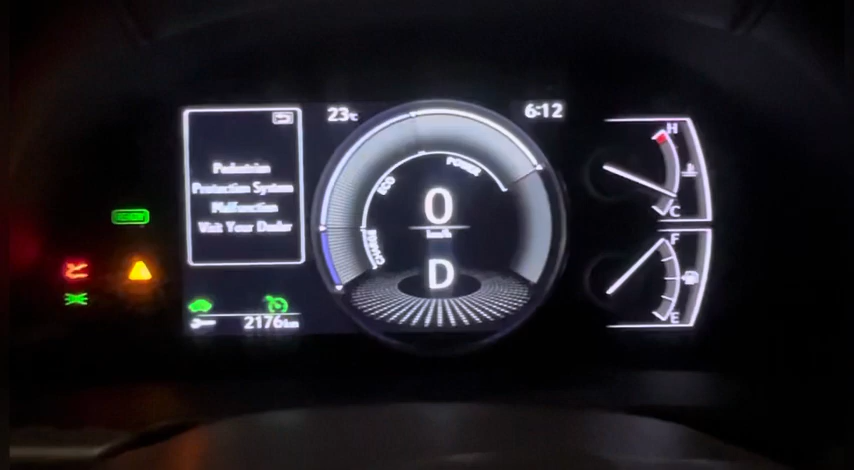 23°C
6:12
Pedestrian
Protection System
Malfunction
Visit Your Dealer
POWER
ECO
CHARGE
0
km/h
D
2176km
H
C
F
E